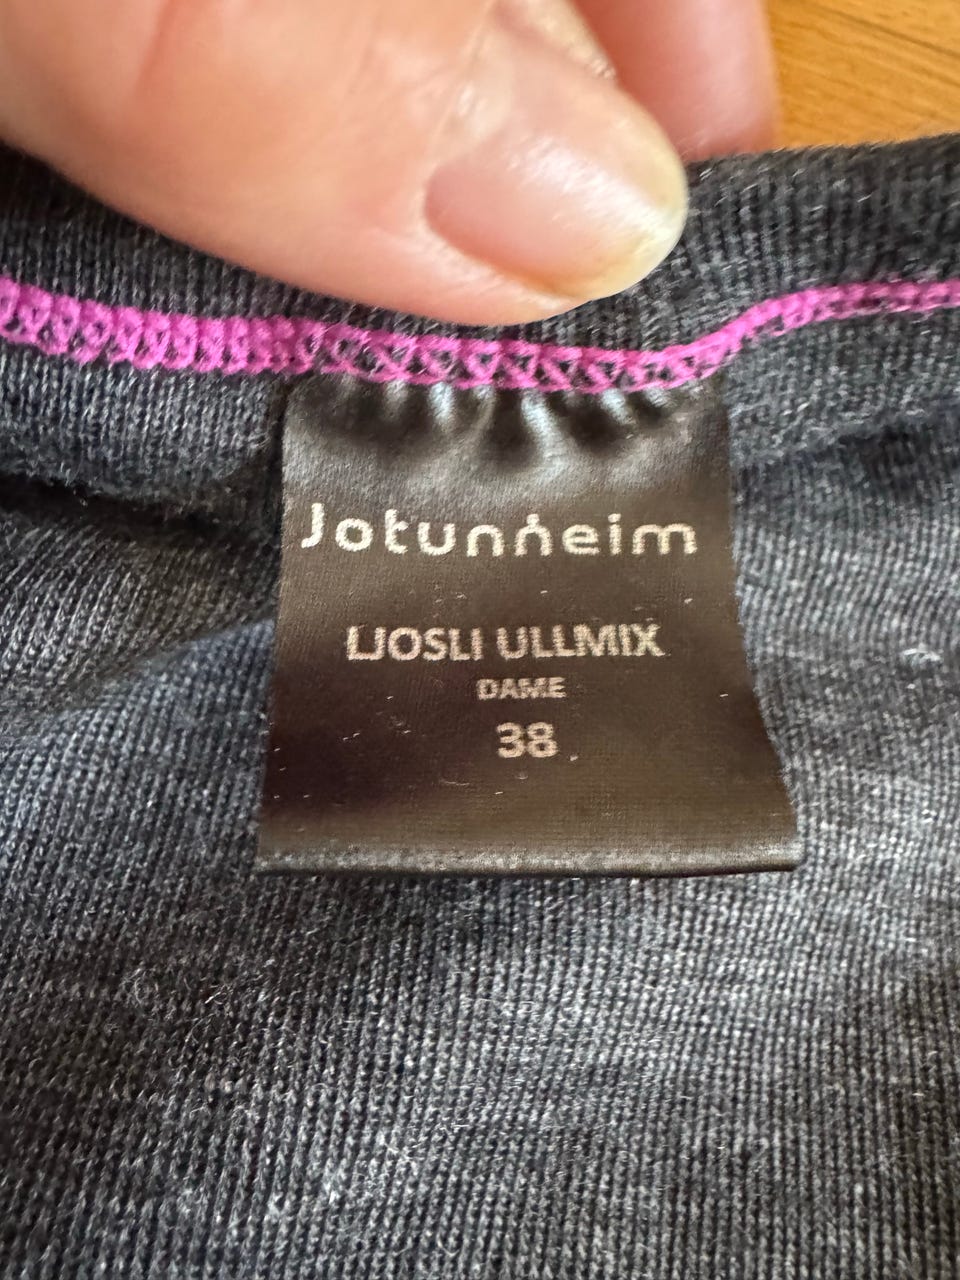 Jotunheim
LJOSLI ULLMIX
DAME
38